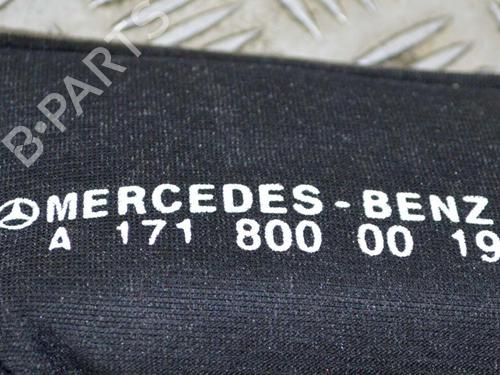 B-PARTS
MERCEDES-BENZ
A 171 800 00 19